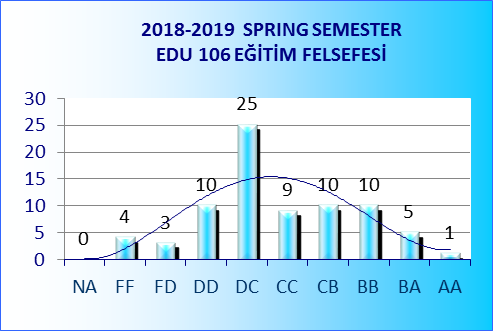 2018-2019 SPRING SEMESTER
EDU 106 EĞİTİM FELSEFESİ
30
25
20
15
10
5
0
0 4 3 10 25 9 10 10 5 1
NA FF FD DD DC CC CB BB BA AA